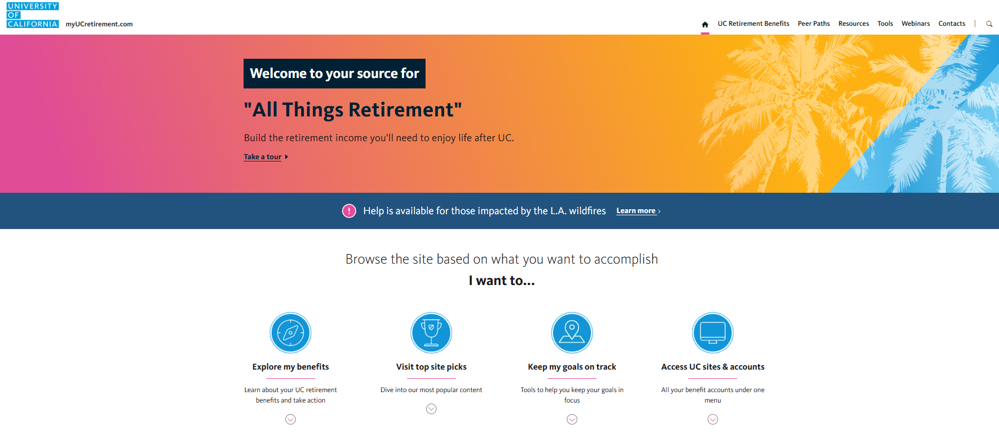 UNIVERSITY
OF
CALIFORNIA
myUCretirement.com
UC Retirement Benefits Peer Paths Resources Tools Webinars Contacts
Welcome to your source for
"All Things Retirement"
Build the retirement income you'll need to enjoy life after UC.
Take a tour
Help is available for those impacted by the L.A. wildfires Learn more
Browse the site based on what you want to accomplish
I want to...
Explore my benefits
Learn about your UC retirement
benefits and take action
Visit top site picks
Dive into our most popular content
Keep my goals on track
Tools to help you keep your goals in
focus
Access UC sites & accounts
All your benefit accounts under one
menu